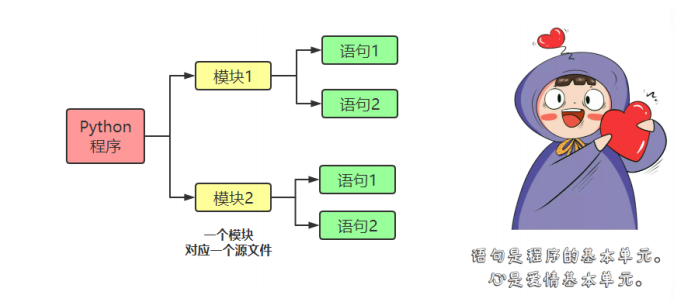 Python
程序
模块1
语句1
语句2
模块2
语句1
语句2
一个模块
对应一个源文件
语句是程序的基本单元。
心是爱情基本单元。